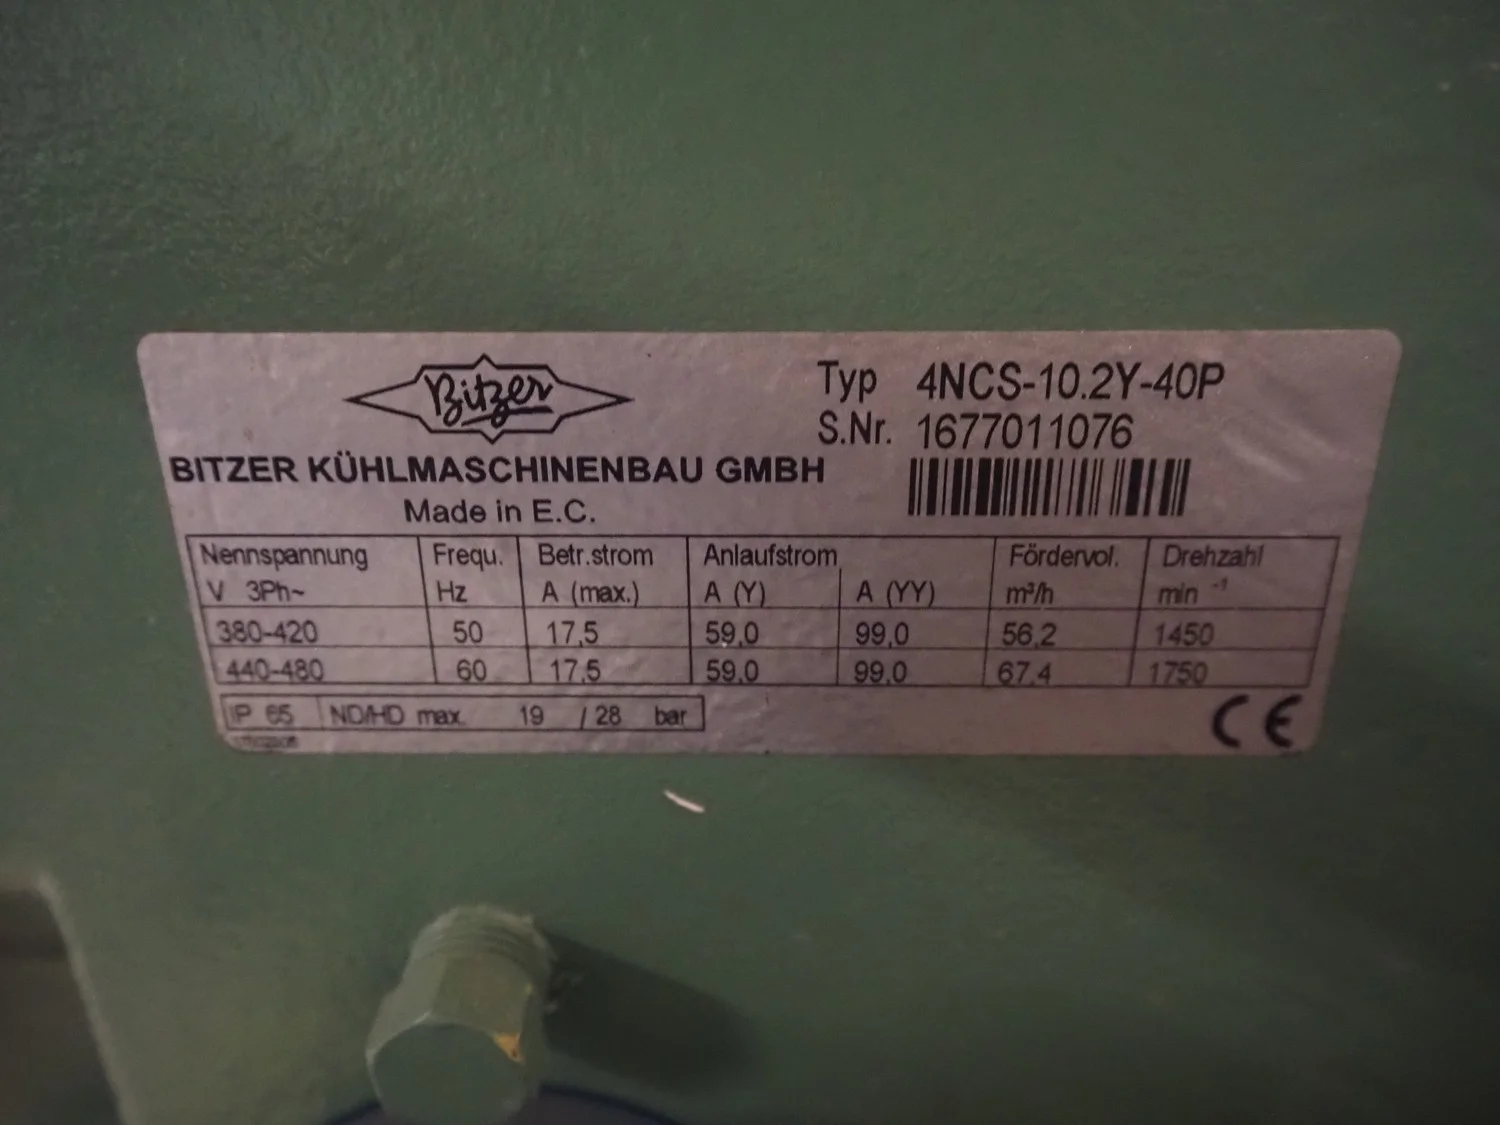 Bitzer
BITZER KÜHLMASCHINENBAU GMBH
Made in E.C.
Typ 4NCS-10.2Y-40P
S.Nr. 1677011076
Nennspannung Frequ. Betr.strom Anlaufstrom Fördervol. Drehzahl
V 3Ph~ Hz A (max.) A (Y) A (YY) m³/h min -1
380-420 50 17,5 59,0 99,0 56,2 1450
440-480 60 17,5 59,0 99,0 67,4 1750
IP 65 ND/HD max. 19 / 28 bar
CE